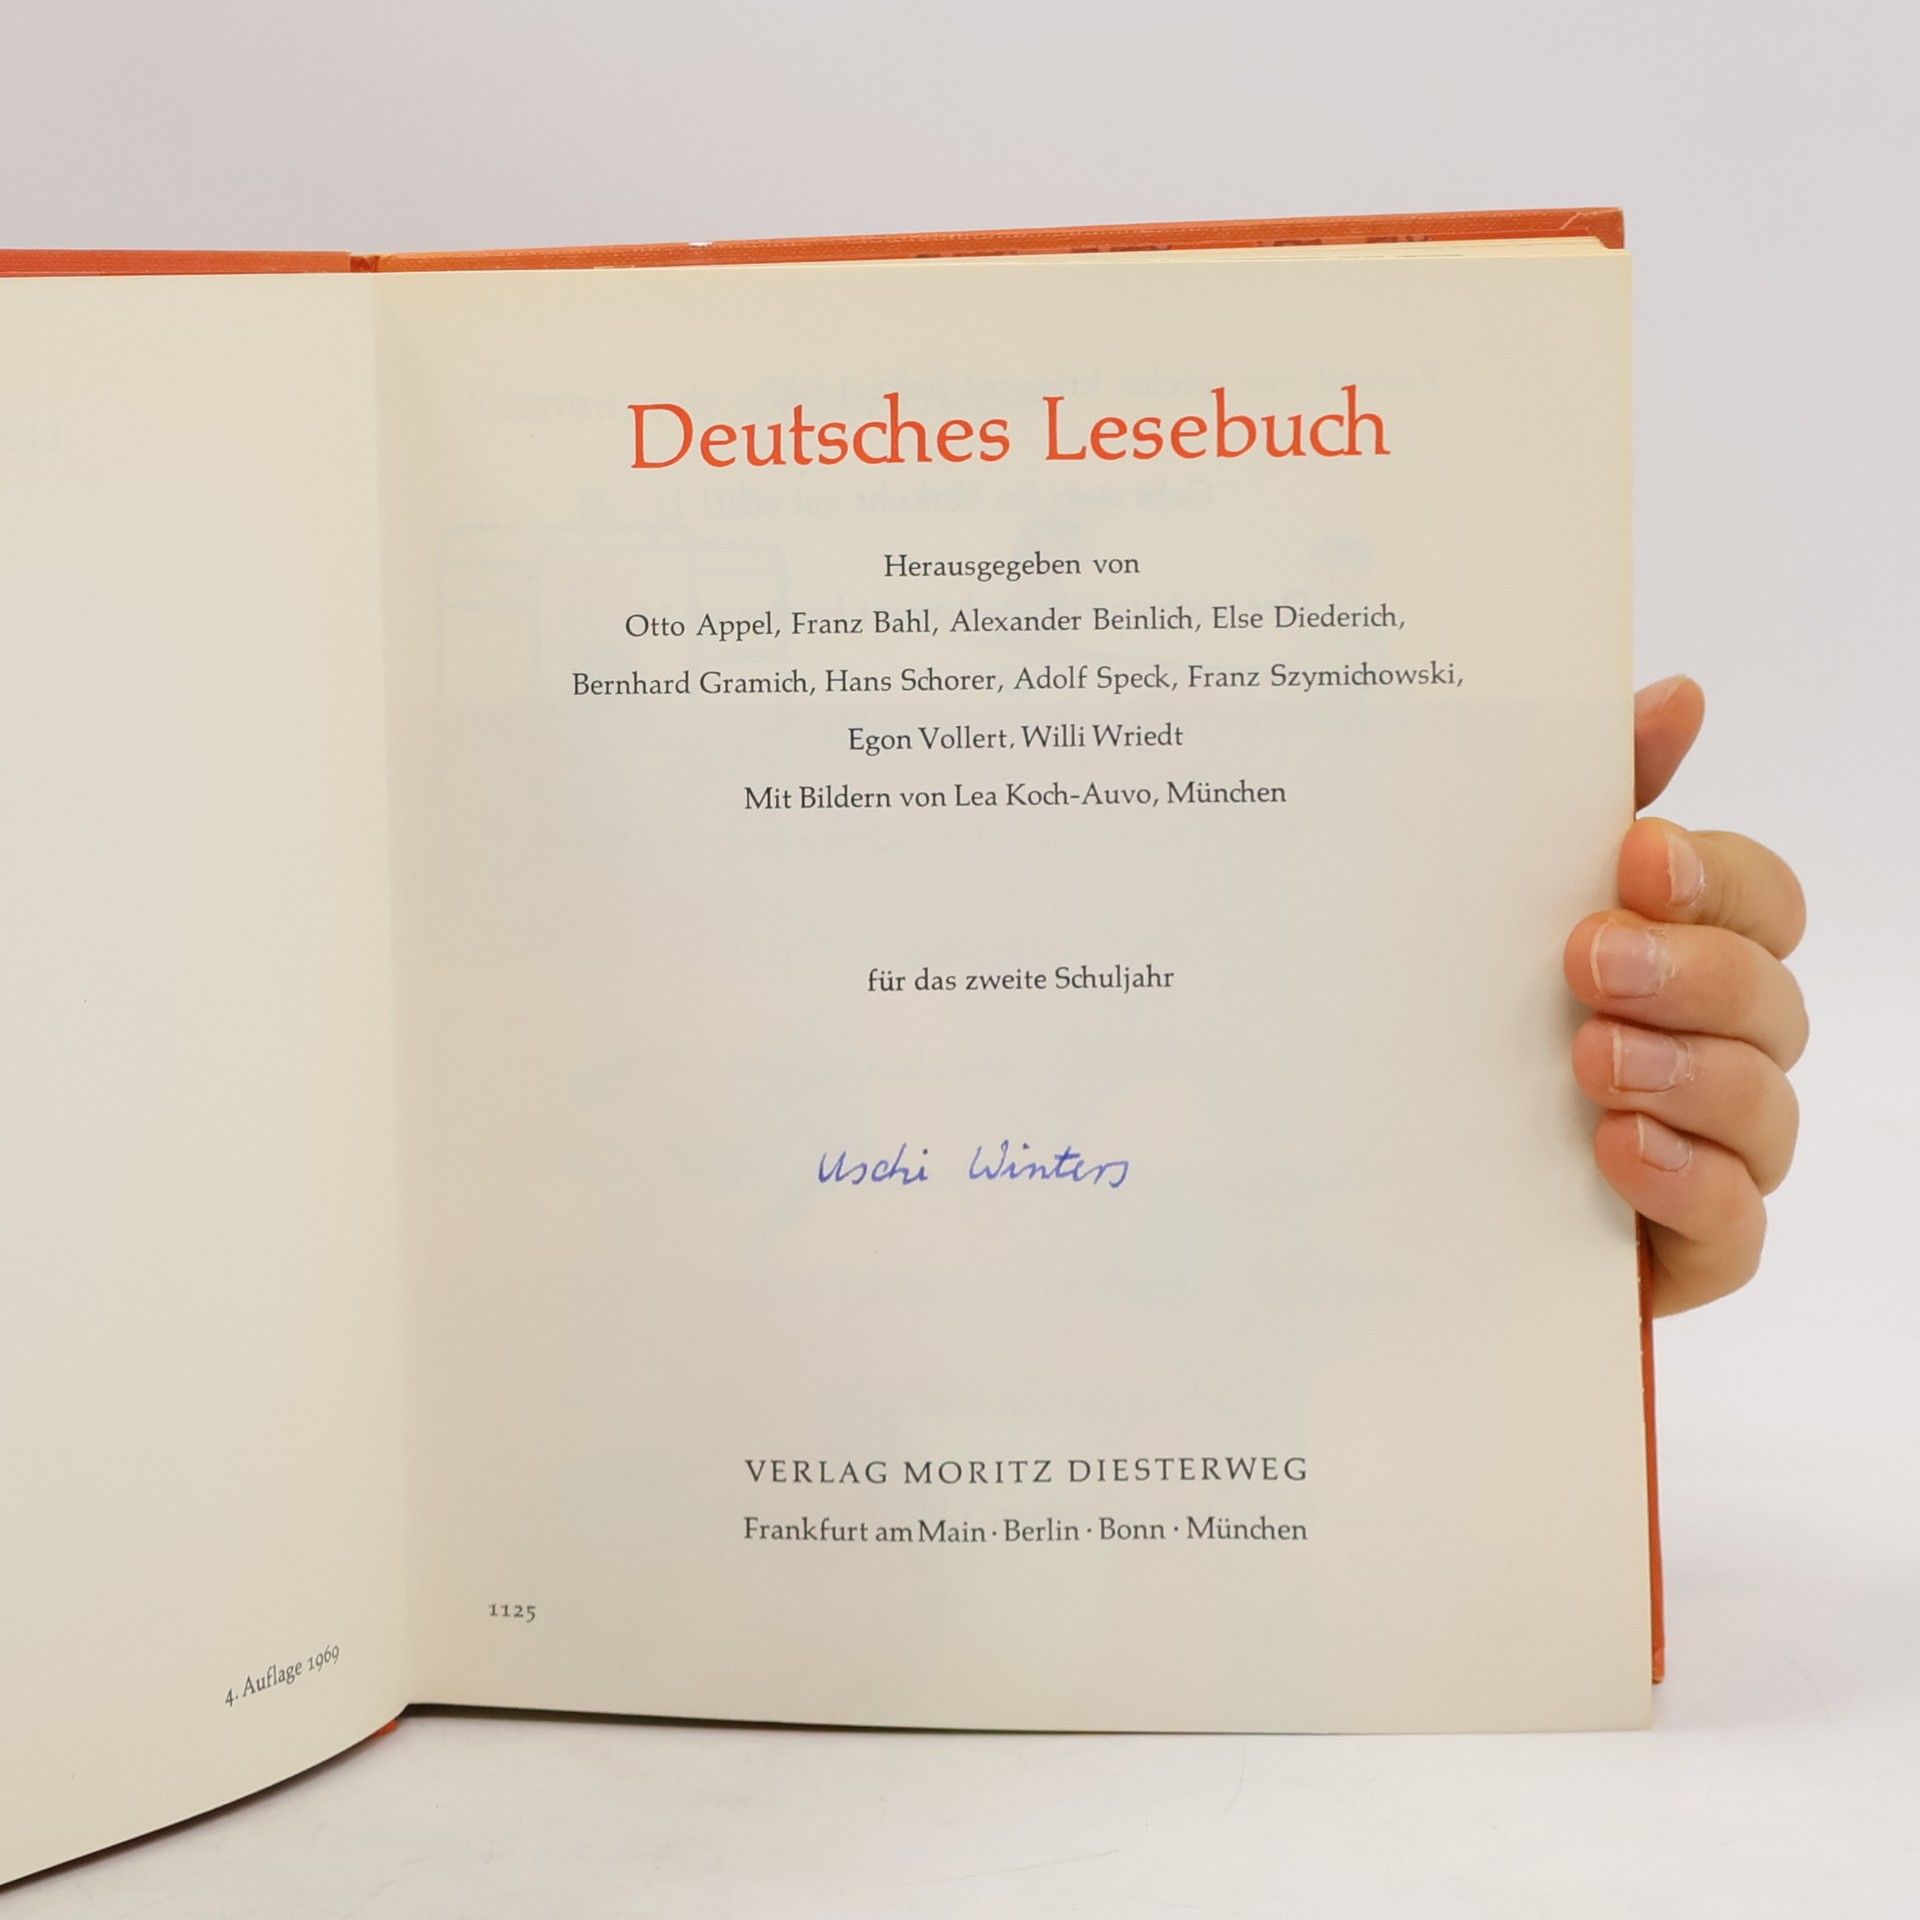 Deutsches Lesebuch
Herausgegeben von
Otto Appel, Franz Bahl, Alexander Beinlich, Else Diederich,
Bernhard Gramich, Hans Schorer, Adolf Speck, Franz Szymichowski,
Egon Vollert, Willi Wriedt
Mit Bildern von Lea Koch-Auvo, München
für das zweite Schuljahr
Uschi Winters
VERLAG MORITZ DIESTERWEG
Frankfurt am Main · Berlin · Bonn · München
1125
4. Auflage 1969